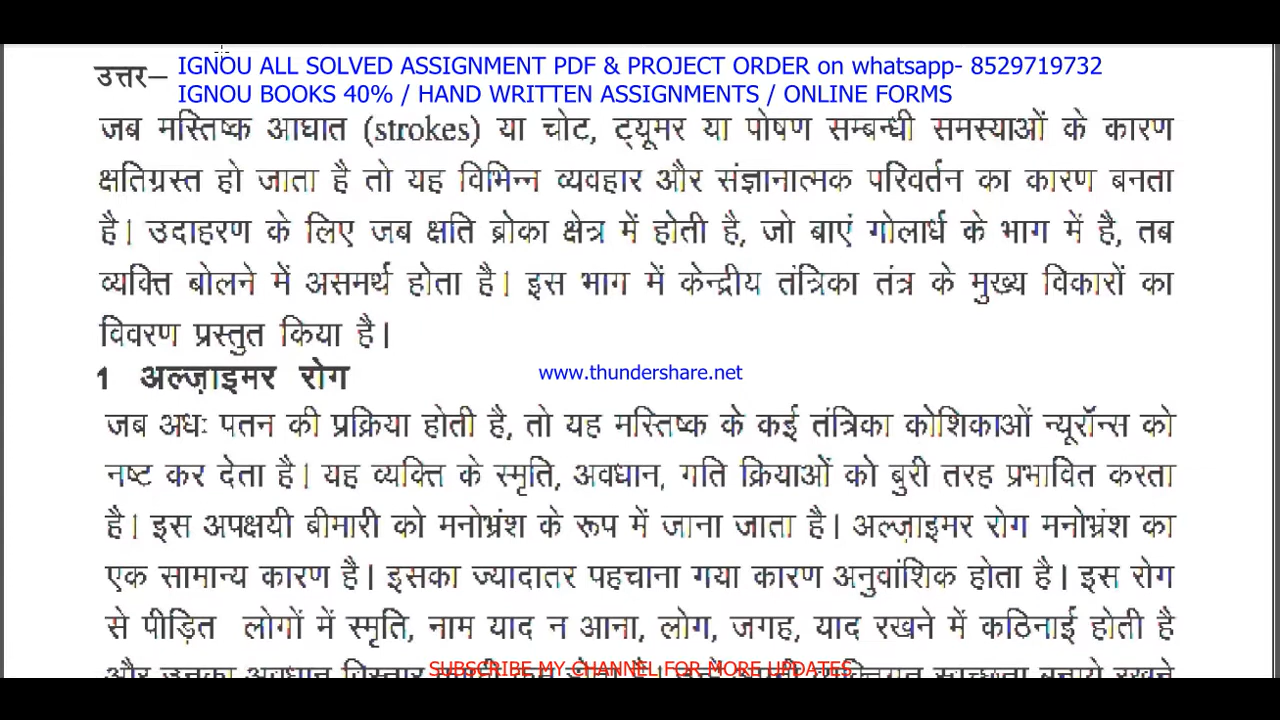 उत्तर–
IGNOU ALL SOLVED ASSIGNMENT PDF & PROJECT ORDER on whatsapp- 8529719732
IGNOU BOOKS 40% / HAND WRITTEN ASSIGNMENTS / ONLINE FORMS
जब मस्तिष्क आघात (strokes) या चोट, ट्यूमर या पोषण सम्बन्धी समस्याओं के कारण
क्षतिग्रस्त हो जाता है तो यह विभिन्न व्यवहार और संज्ञानात्मक परिवर्तन का कारण बनता
है। उदाहरण के लिए जब क्षति ब्रोका क्षेत्र में होती है, जो बाएं गोलार्ध के भाग में है, तब
व्यक्ति बोलने में असमर्थ होता है। इस भाग में केन्द्रीय तंत्रिका तंत्र के मुख्य विकारों का
विवरण प्रस्तुत किया है।
1 अल्ज़ाइमर रोग
www.thundershare.net
जब अधः पतन की प्रक्रिया होती है, तो यह मस्तिष्क के कई तंत्रिका कोशिकाओं न्यूरॉन्स को
नष्ट कर देता है। यह व्यक्ति के स्मृति, अवधान, गति क्रियाओं को बुरी तरह प्रभावित करता
है। इस अपक्षयी बीमारी को मनोभ्रंश के रूप में जाना जाता है। अल्ज़ाइमर रोग मनोभ्रंश का
एक सामान्य कारण है। इसका ज्यादातर पहचाना गया कारण अनुवांशिक होता है। इस रोग
से पीड़ित लोगों में स्मृति, नाम याद न आना, लोग, जगह, याद रखने में कठिनाई होती है
और उनका अवधान विस्तार
SUBSCRIBE MY CHANNEL FOR MORE UPDATES